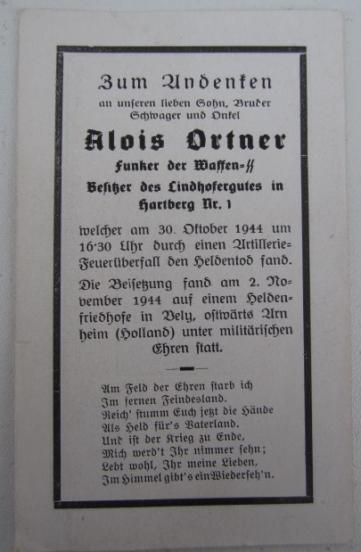 Zum Andenken
an unseren lieben Sohn, Bruder
Schwager und Onkel
Alois Ortner
Funker der Waffen-ᛋᛋ
Besitzer des Lindhofergutes in
Hartberg Nr. 1
welcher am 30. Oktober 1944 um
16·30 Uhr durch einen Artillerie-
Feuerüberfall den Heldentod fand.
Die Beisetzung fand am 2. No-
vember 1944 auf einem Helden-
friedhofe in Vely, ostwärts Arn
heim (Holland) unter militärischen
Ehren statt.
Am Feld der Ehren starb ich
Im fernen Feindesland.
Reich' stumm Euch jetzt die Hände
Als Held für's Vaterland.
Und ist der Krieg zu Ende,
Mich werd't Ihr nimmer sehn;
Lebt wohl, Ihr meine Lieben,
Im Himmel gibt's ein Wiederseh'n.